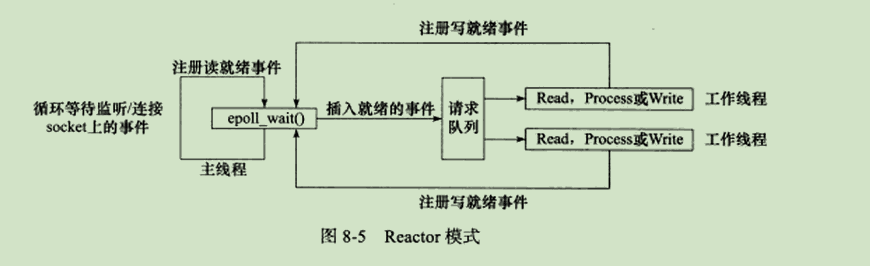 注册写就绪事件
注册读就绪事件
循环等待监听/连接
socket上的事件
epoll_wait()
插入就绪的事件
请求
队列
Read，Process或Write
工作线程
Read，Process或Write
工作线程
主线程
注册写就绪事件
图 8-5 Reactor 模式